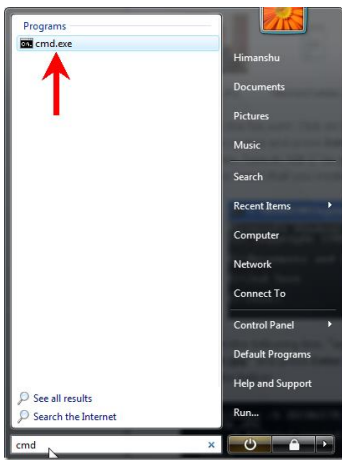 Programs
cmd.exe
See all results
Search the Internet
cmd
Himanshu
Documents
Pictures
Music
Search
Recent Items
Computer
Network
Connect To
Control Panel
Default Programs
Help and Support
Run...